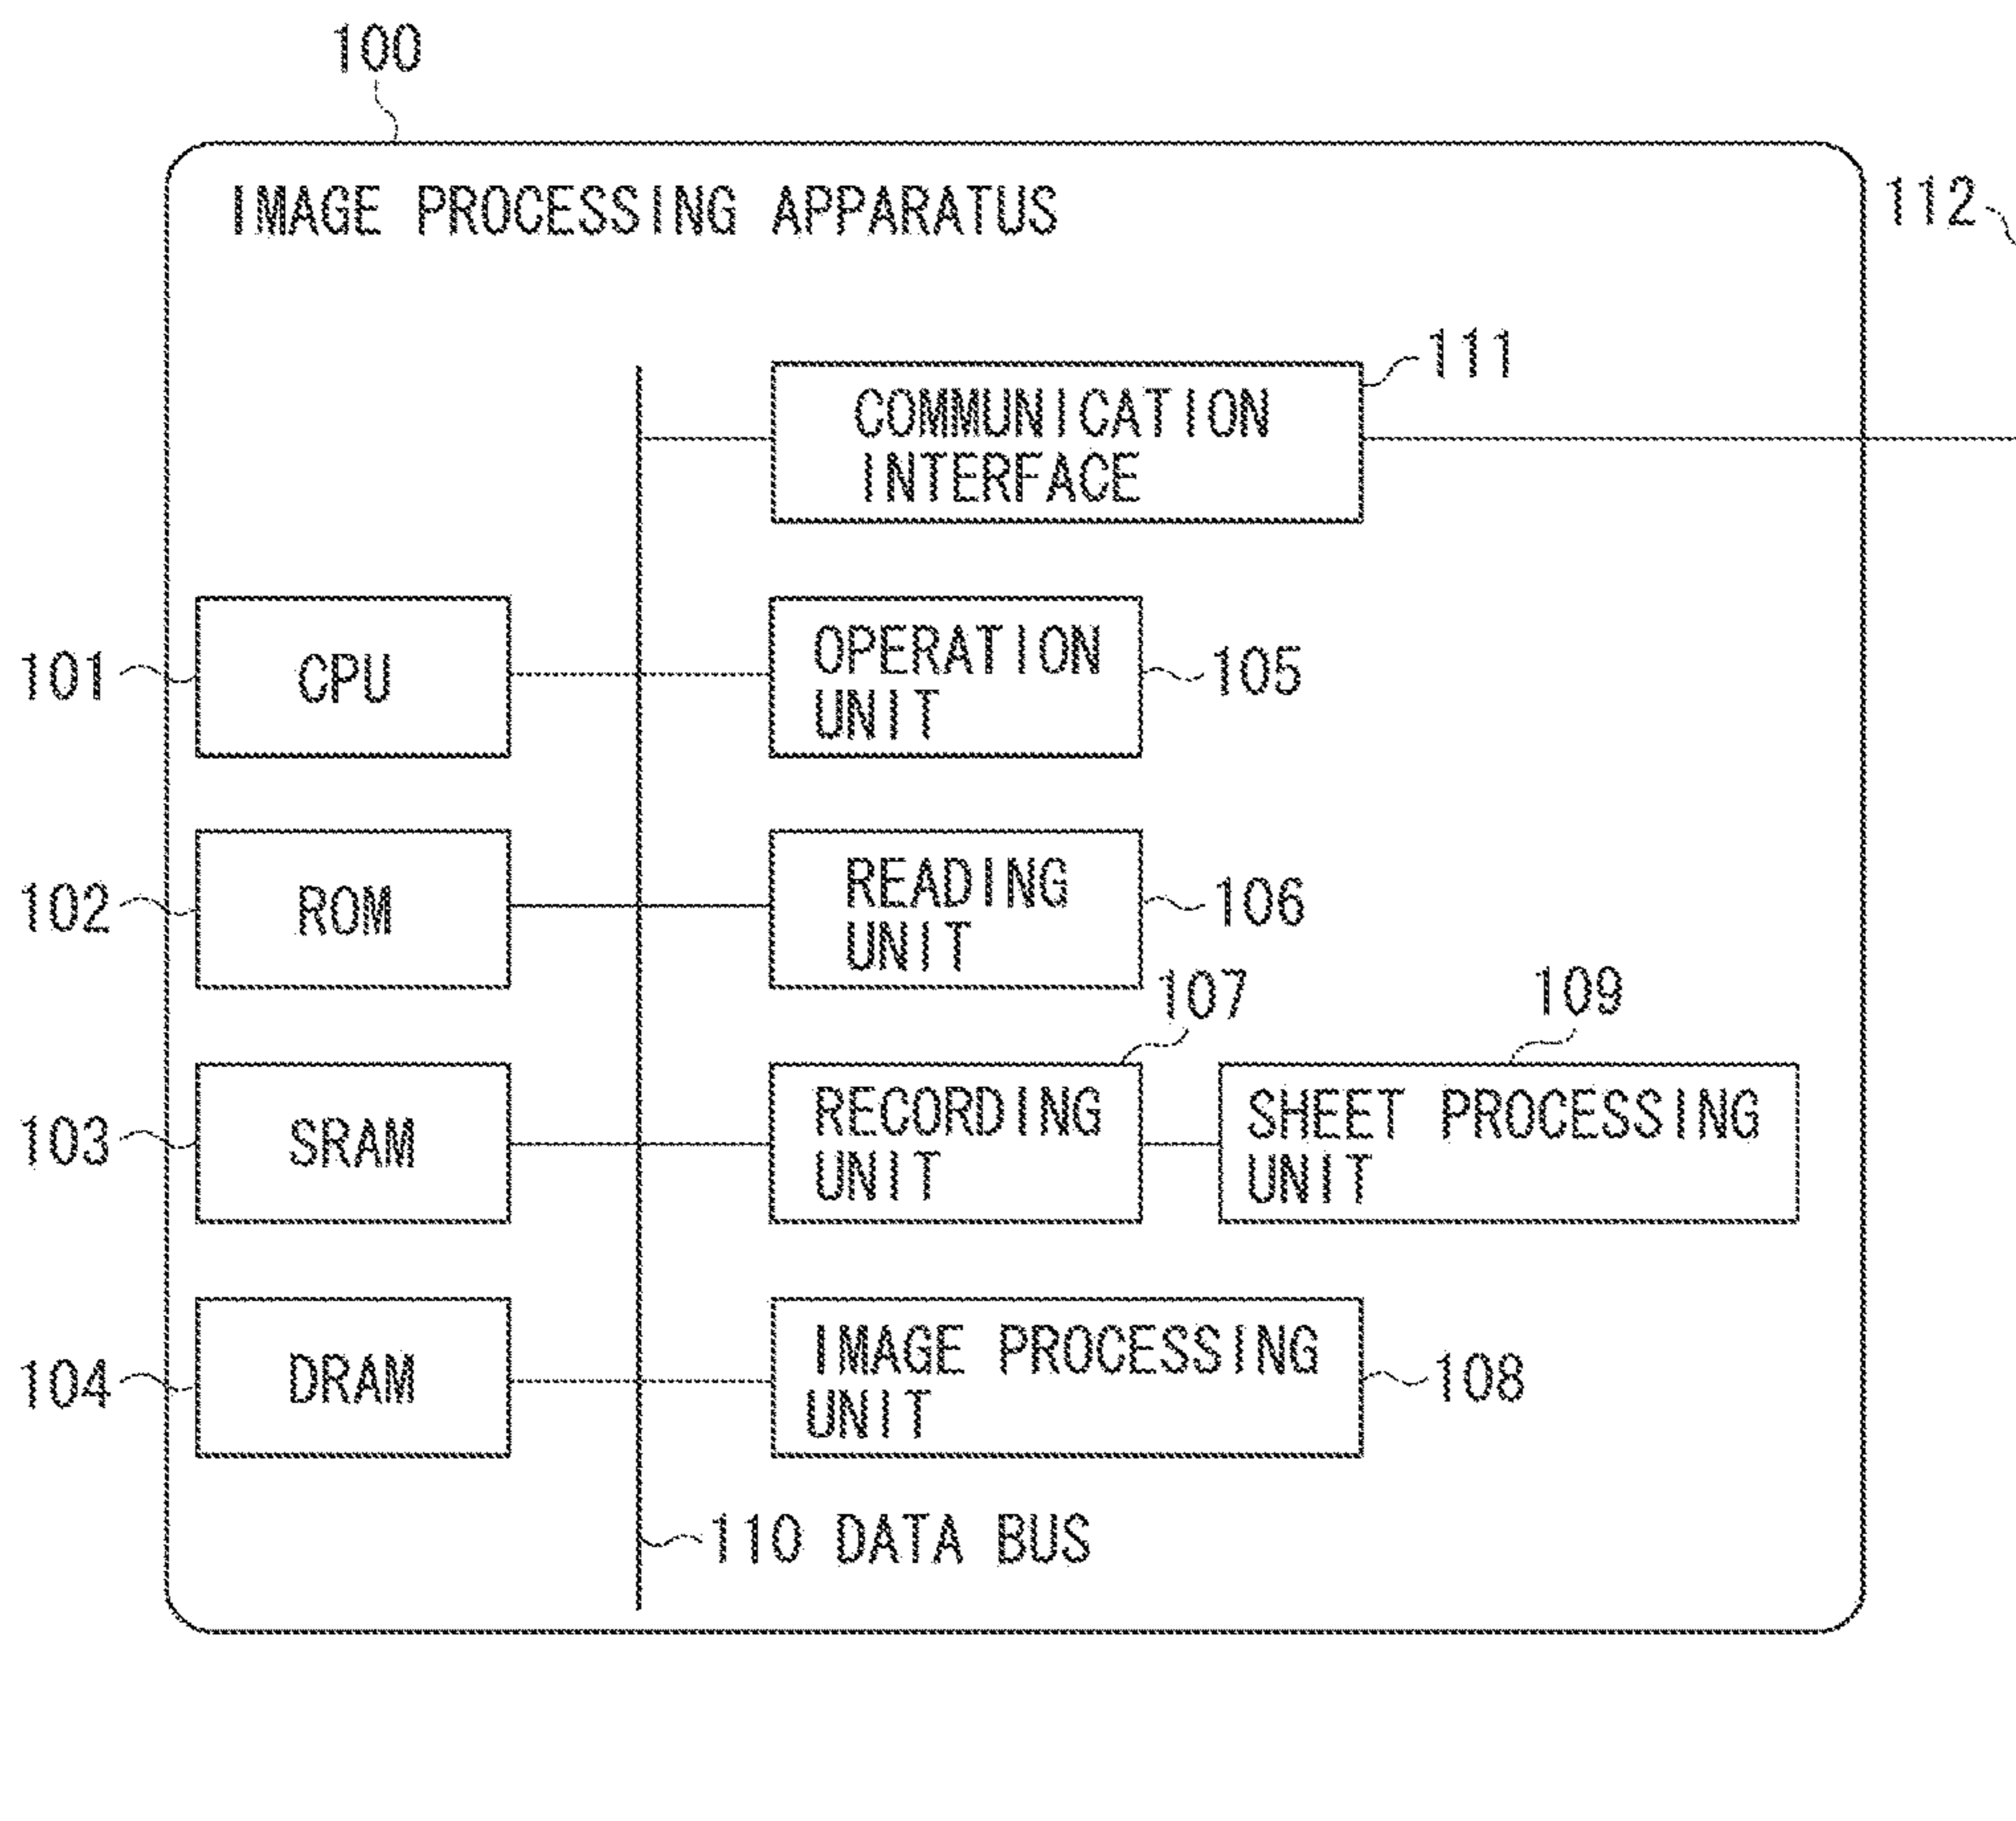 100
IMAGE PROCESSING APPARATUS
112
111
COMMUNICATION
INTERFACE
101
CPU
OPERATION
UNIT
105
102
ROM
READING
UNIT
106
107
109
103
SRAM
RECORDING
UNIT
SHEET PROCESSING
UNIT
104
DRAM
IMAGE PROCESSING
UNIT
108
110 DATA BUS